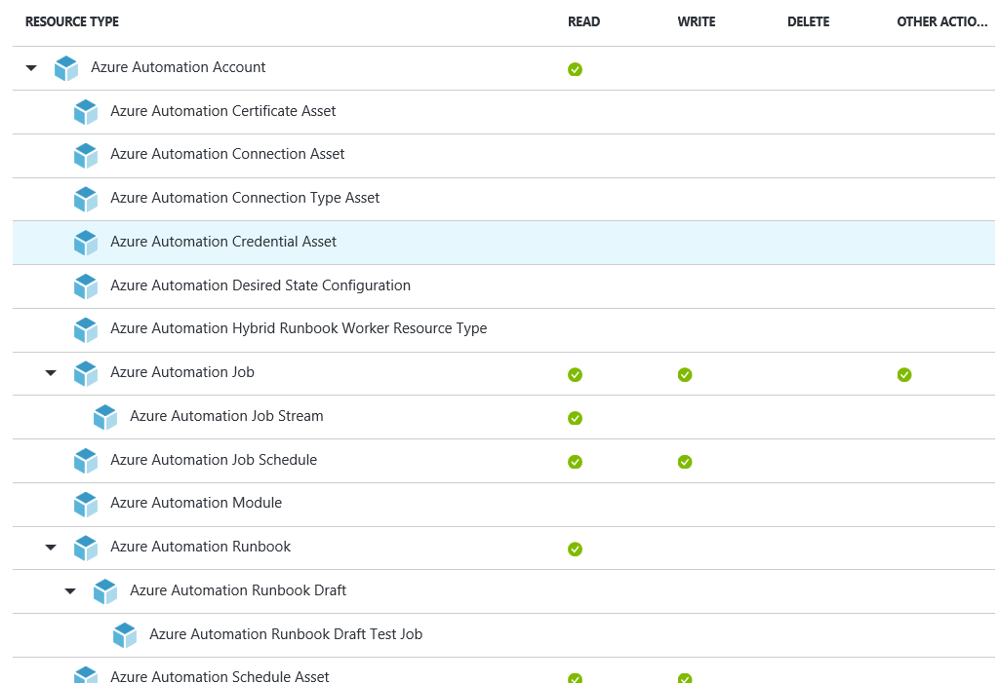 RESOURCE TYPE READ WRITE DELETE OTHER ACTIO...
Azure Automation Account
Azure Automation Certificate Asset
Azure Automation Connection Asset
Azure Automation Connection Type Asset
Azure Automation Credential Asset
Azure Automation Desired State Configuration
Azure Automation Hybrid Runbook Worker Resource Type
Azure Automation Job
Azure Automation Job Stream
Azure Automation Job Schedule
Azure Automation Module
Azure Automation Runbook
Azure Automation Runbook Draft
Azure Automation Runbook Draft Test Job
Azure Automation Schedule Asset